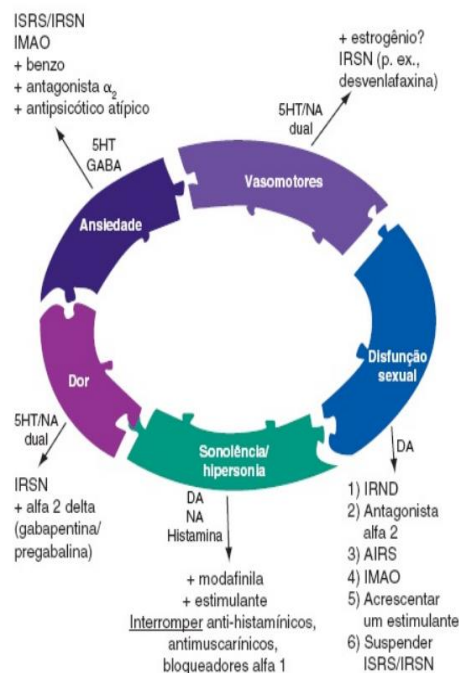 ISRS/IRSN
IMAO
+ benzo
+ antagonista α2
+ antipsicótico atípico
5HT
GABA
Ansiedade
+ estrogênio?
IRSN (p. ex.,
desvenlafaxina)
5HT/NA
dual
Vasomotores
Disfunção
sexual
DA
1) IRND
2) Antagonista
alfa 2
3) AIRS
4) IMAO
5) Acrescentar
um estimulante
6) Suspender
ISRS/IRSN
Sonolência/
hipersonia
DA
NA
Histamina
+ modafinila
+ estimulante
Interromper anti-histamínicos,
antimuscarínicos,
bloqueadores alfa 1
Dor
5HT/NA
dual
IRSN
+ alfa 2 delta
(gabapentina/
pregabalina)